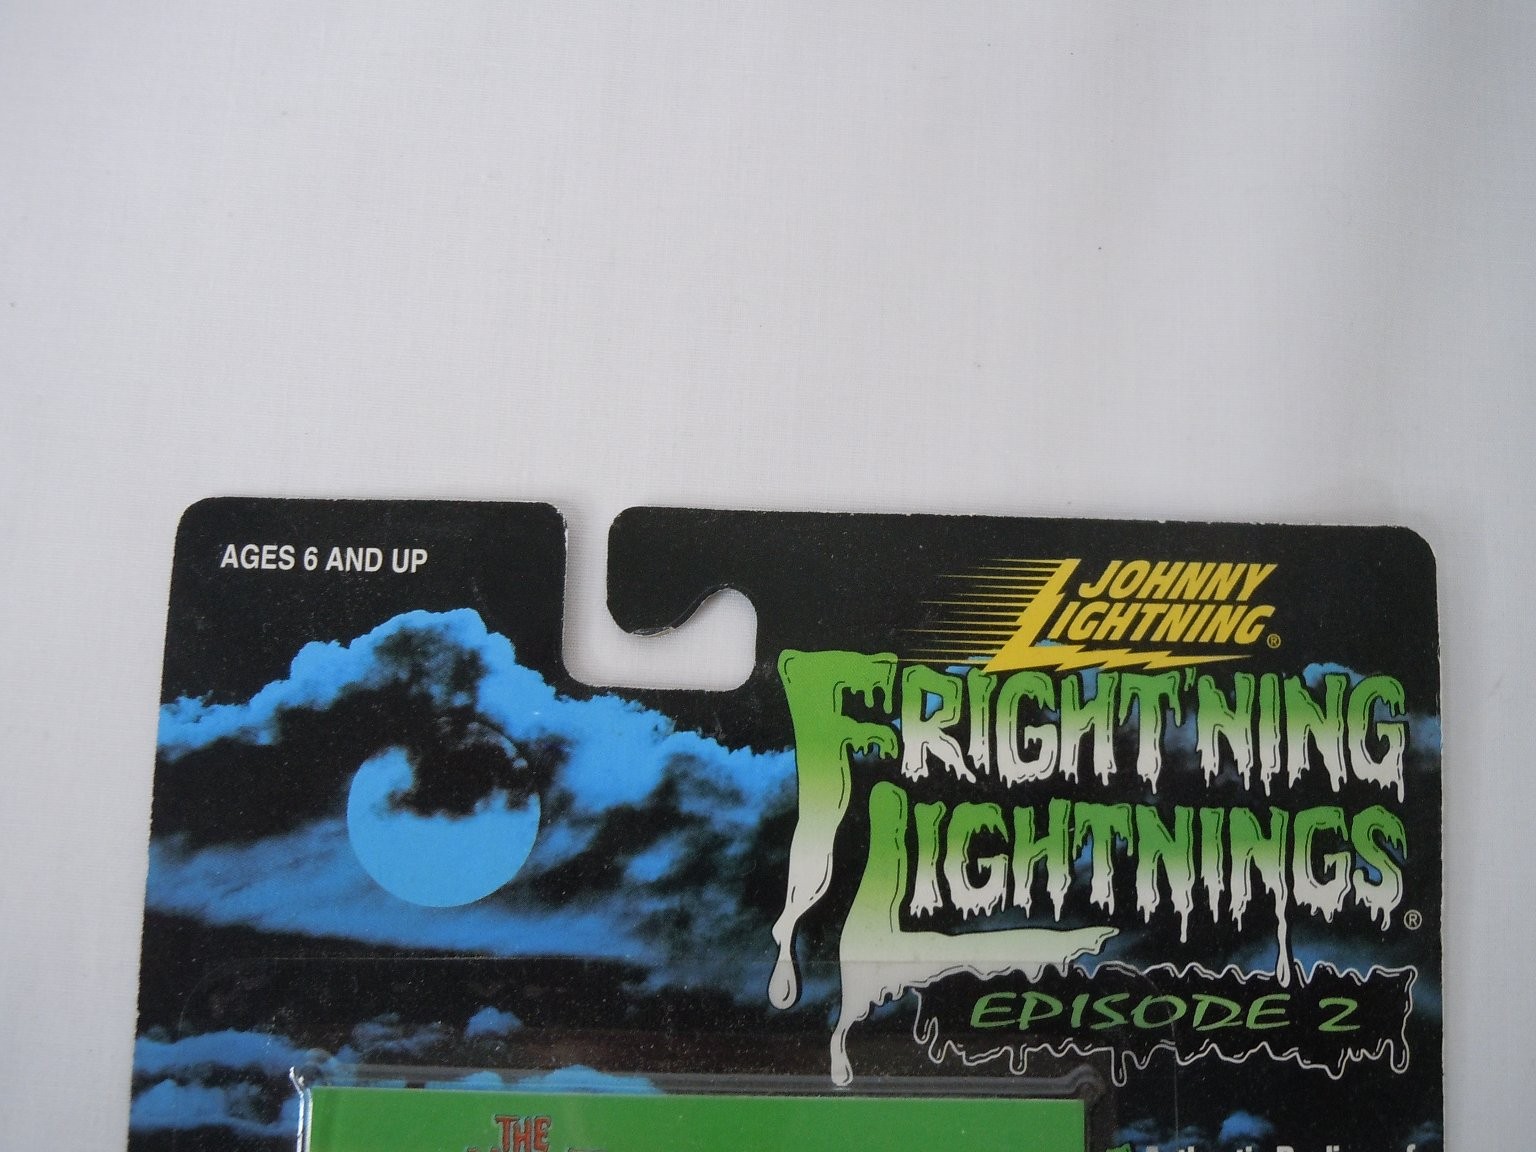 AGES 6 AND UP
JOHNNY
LIGHTNING®
FRIGHT'NING
LIGHTNINGS®
EPISODE 2
THE